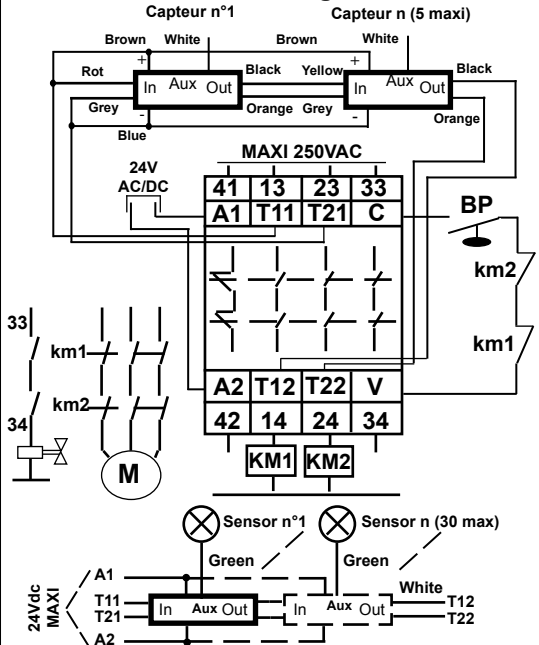 Capteur n°1 Capteur n (5 maxi)
Brown White Brown White
+ +
Rot Black Yellow Black
In Aux Out In Aux Out
Grey Orange Grey Orange
- -
Blue
MAXI 250VAC
24V
AC/DC
41 13 23 33
A1 T11 T21 C
BP
km2
33
km1
km1
km2
34
A2 T12 T22 V
42 14 24 34
KM1 KM2
M
Sensor n°1 Sensor n (30 max)
Green Green
24Vdc
MAXI
A1
White
T11 In Aux Out In Aux Out T12
T21 T22
A2